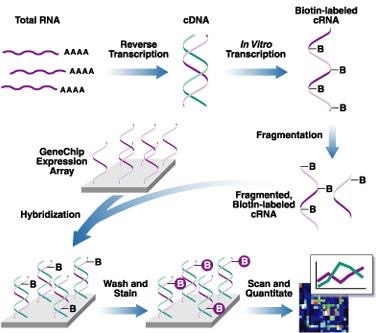 Total RNA
cDNA
Biotin-labeled
cRNA
AAAA
AAAA
AAAA
Reverse
Transcription
In Vitro
Transcription
B
B
B
B
Fragmentation
GeneChip
Expression
Array
B
B
B
Fragmented,
Biotin-labeled
cRNA
Hybridization
B
B
B
Wash and
Stain
B
B
B
B
Scan and
Quantitate